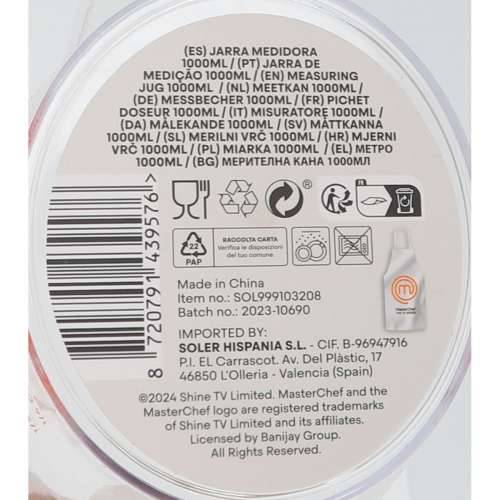 (ES) JARRA MEDIDORA
1000ML / (PT) JARRA DE
MEDIÇÃO 1000ML / (EN) MEASURING
JUG 1000ML / (NL) MEETKAN 1000ML/
(DE) MESSBECHER 1000ML / (FR) PICHET
DOSEUR 1000ML / (IT) MISURATORE 1000ML/
(DA) MÅLEKANDE 1000ML / (SV) MÅTTKANNA
1000ML / (SL) MERILNI VRČ 1000ML / (HR) MJERNI
VRČ 1000ML / (PL) MIARKA 1000ML / (EL) ΜΕΤΡΟ
1000ML / (BG) МЕРИТЕЛНА КАНА 1000МЛ
FR
22
PAP
RACCOLTA CARTA
Verifica le disposizioni
del tuo comune.
8 720791 439576 >
MasterChef
Made in China
Item no.: SOL999103208
Batch no.: 2023-10690
IMPORTED BY:
SOLER HISPANIA S.L. - CIF. B-96947916
P.I. EL Carrascot. Av. Del Plàstic, 17
46850 L'Olleria - Valencia (Spain)
©2024 Shine TV Limited. MasterChef and the
MasterChef logo are registered trademarks
of Shine TV Limited and its affiliates.
Licensed by Banijay Group.
All Rights Reserved.